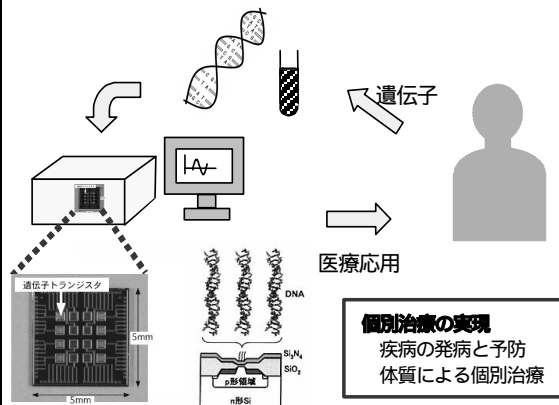 遺伝子
医療応用
遺伝子トランジスタ
5mm
5mm
DNA
Si₃N₄
SiO₂
p形領域
n形Si
個別治療の実現
疾病の発病と予防
体質による個別治療